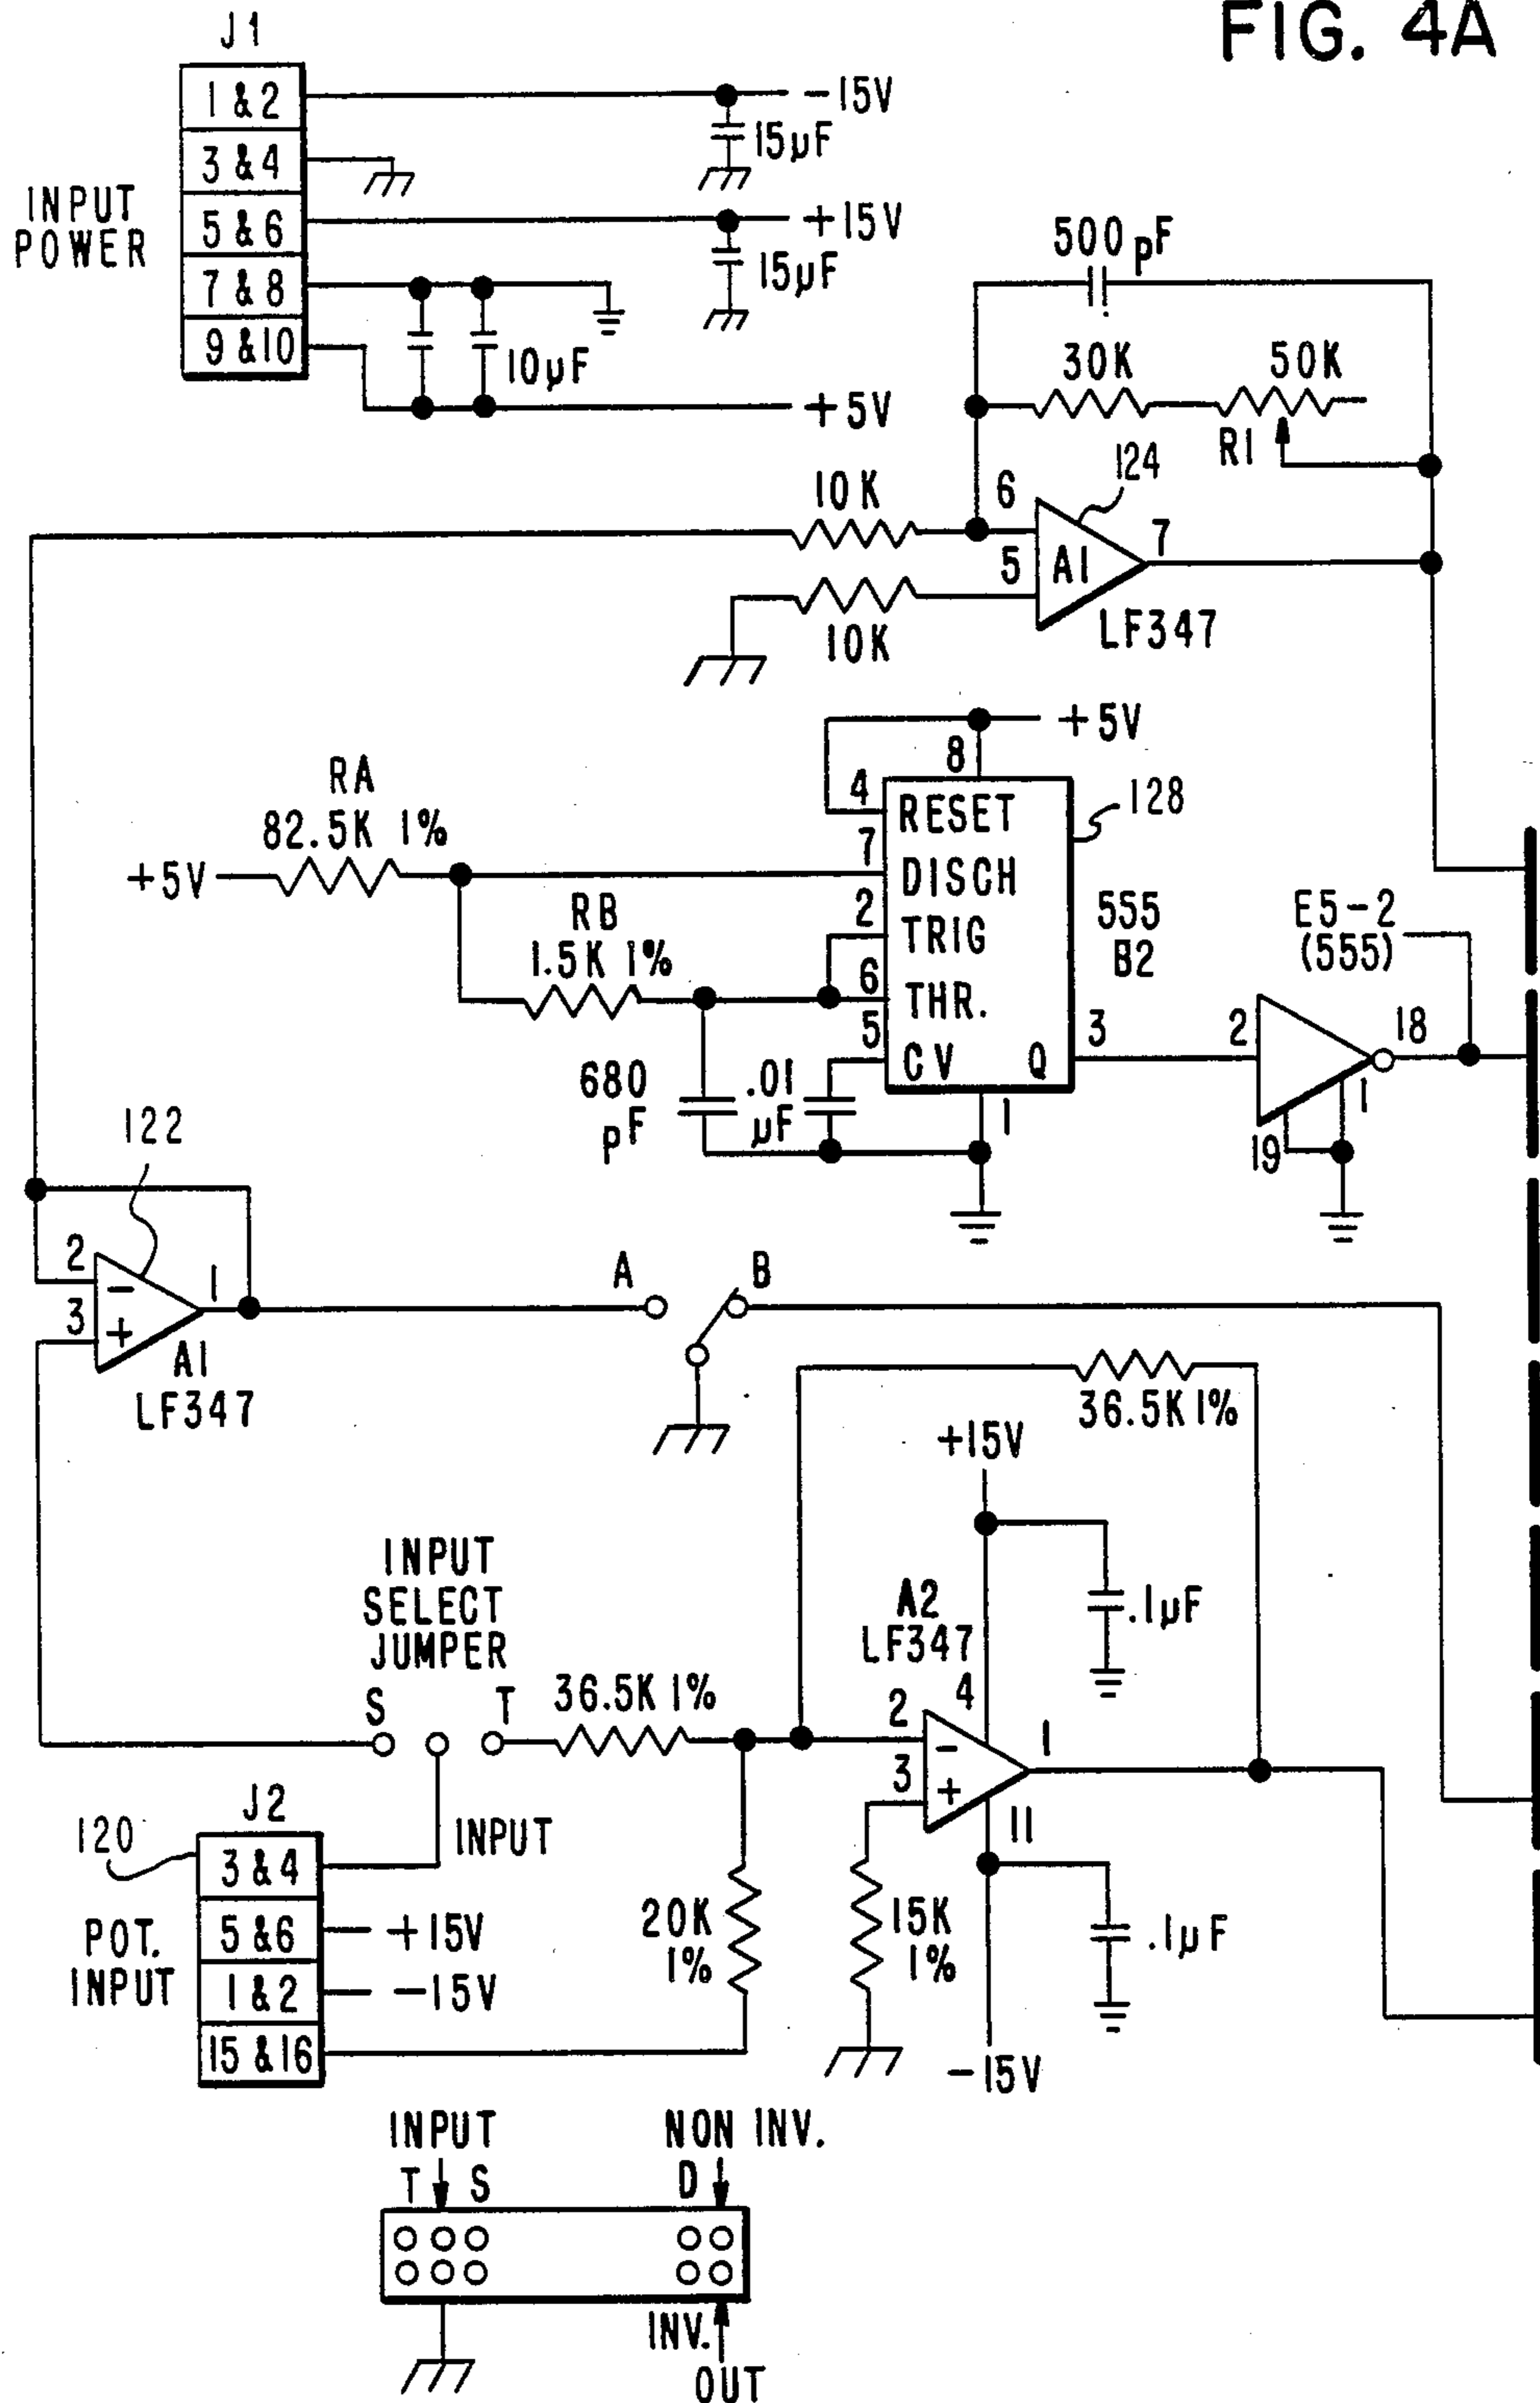 FIG. 4A
J1
1 & 2
3 & 4
5 & 6
7 & 8
9 & 10
INPUT
POWER
-15V
15µF
+15V
15µF
10µF
+5V
500 pF
30K
50K
R1
124
10K
6
5
A1
7
10K
LF347
+5V
8
4
RESET
128
RA
82.5K 1%
+5V
7
DISCH
RB
1.5K 1%
2
TRIG
6
THR.
5
CV
Q
3
555
B2
E5-2
(555)
2
18
1
19
680
pF
.01
µF
1
122
2
-
3
+
1
A1
LF347
A
B
36.5K 1%
+15V
.1µF
A2
LF347
4
INPUT
SELECT
JUMPER
S
T
36.5K 1%
2
-
3
+
1
11
J2
120
3 & 4
INPUT
5 & 6
+15V
1 & 2
-15V
15 & 16
POT.
INPUT
20K
1%
15K
1%
.1µF
-15V
INPUT
T
S
NON INV.
D
INV.
OUT